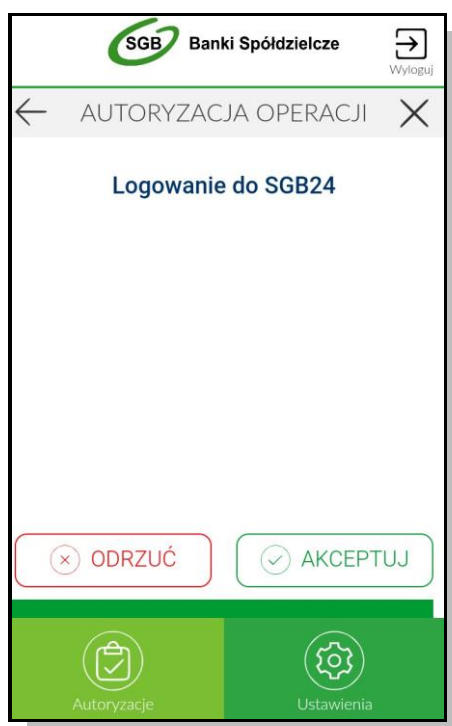 SGB Banki Spółdzielcze
Wyloguj
AUTORYZACJA OPERACJI
Logowanie do SGB24
ODRZUĆ AKCEPTUJ
Autoryzacje Ustawienia